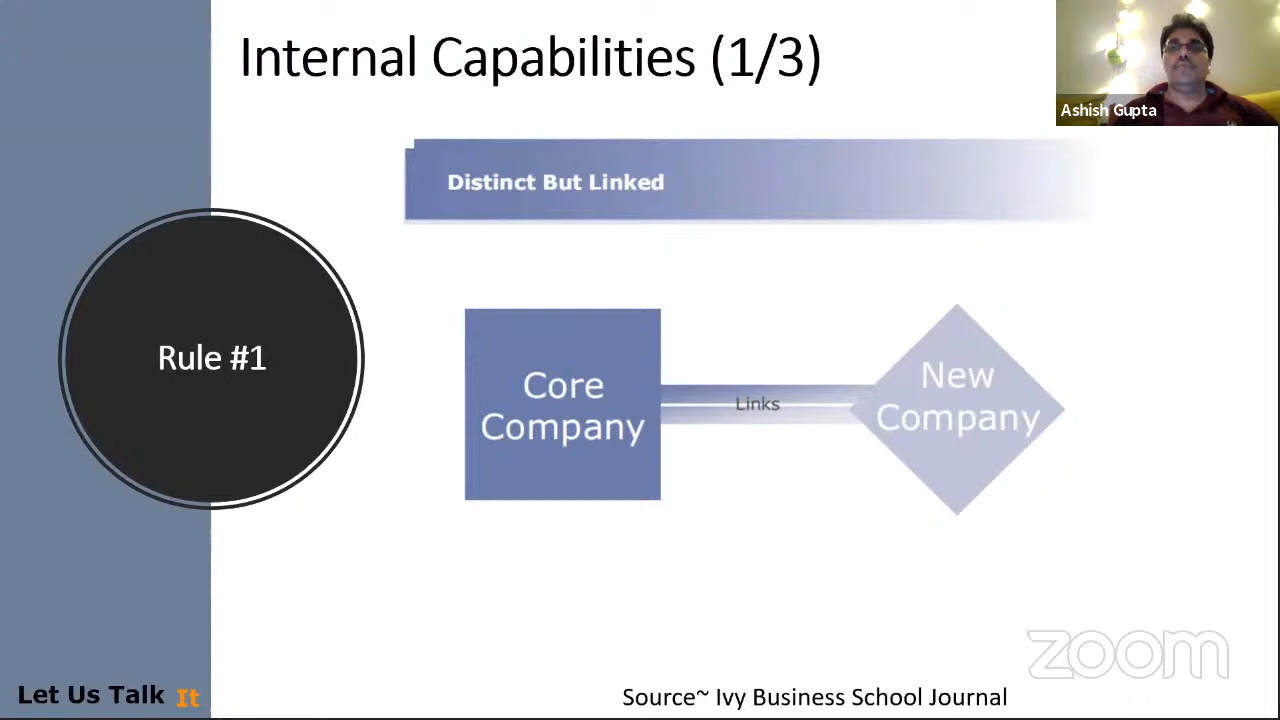 Internal Capabilities (1/3)
Ashish Gupta
Distinct But Linked
Rule #1
Core
Company
Links
New
Company
zoom
Let Us Talk It
Source~ Ivy Business School Journal